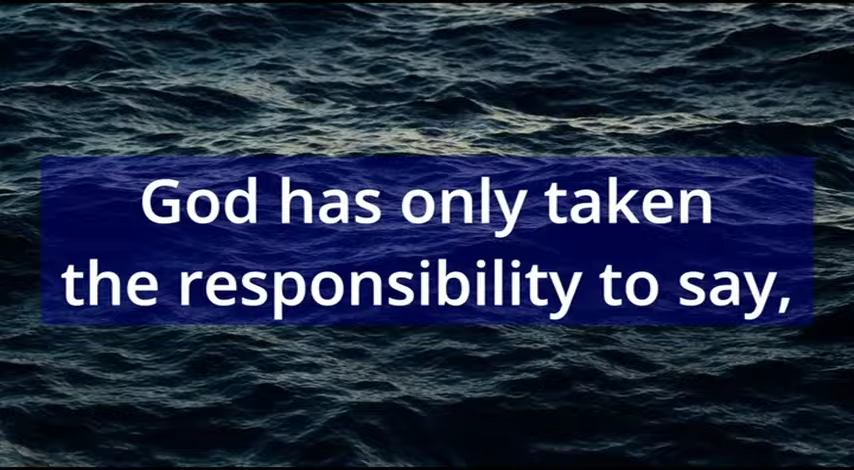 God has only taken
the responsibility to say,